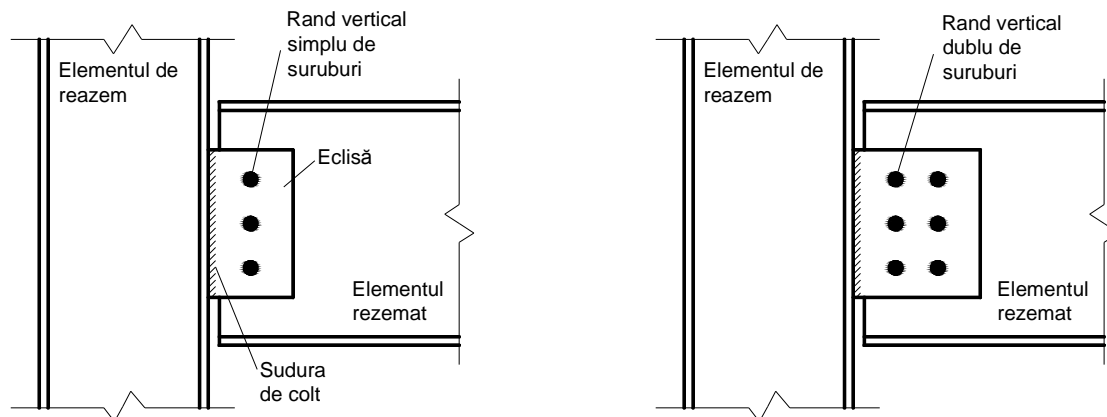 Rand vertical
simplu de
suruburi
Elementul de
reazem
Eclisă
Elementul
rezemat
Sudura
de colt
Rand vertical
dublu de
suruburi
Elementul de
reazem
Elementul
rezemat